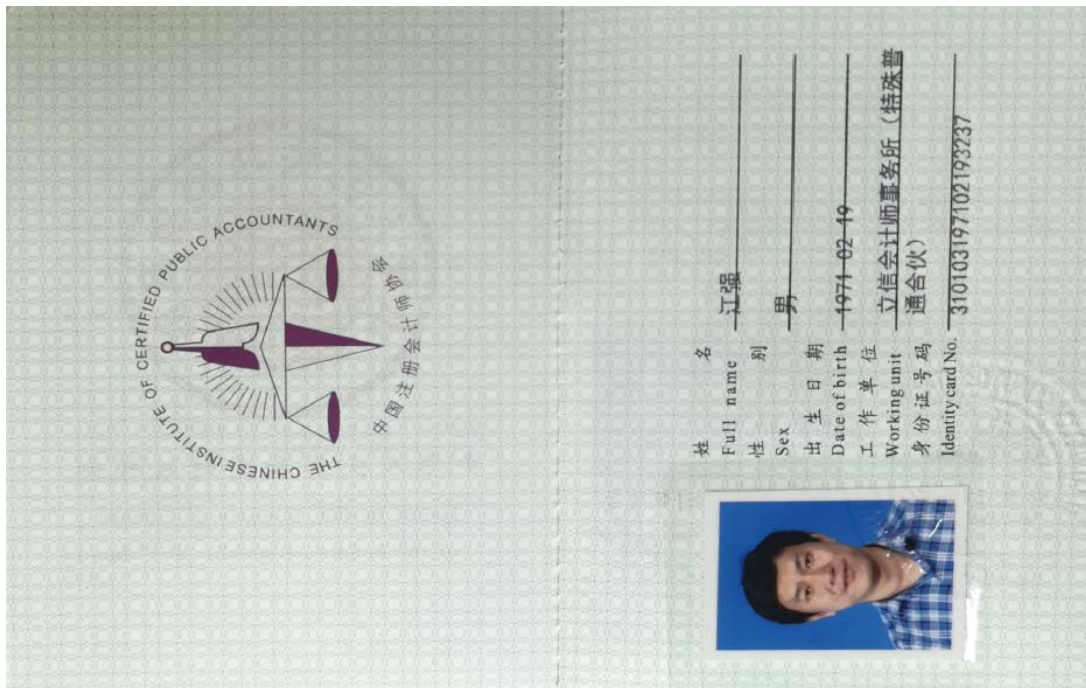 THE CHINESE INSTITUTE OF CERTIFIED PUBLIC ACCOUNTANTS
中国注册会计师协会
姓名 江强
Full name
性别 男
Sex
出生日期 1971-02-19
Date of birth
工作单位 立信会计师事务所（特殊普
Working unit 通合伙）
身份证号码 310103197102193237
Identity card No.